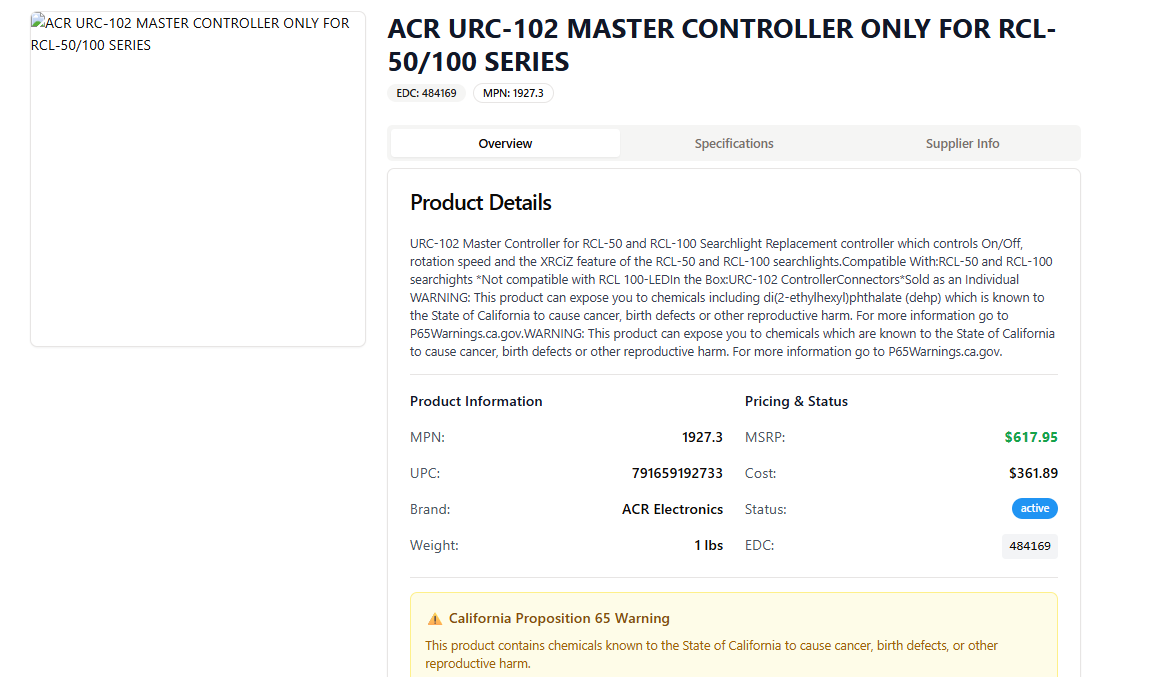 ACR URC-102 MASTER CONTROLLER ONLY FOR
RCL-50/100 SERIES
ACR URC-102 MASTER CONTROLLER ONLY FOR RCL-
50/100 SERIES
EDC: 484169
MPN: 1927.3
Overview
Specifications
Supplier Info
Product Details
URC-102 Master Controller for RCL-50 and RCL-100 Searchlight Replacement controller which controls On/Off,
rotation speed and the XRCiZ feature of the RCL-50 and RCL-100 searchlights.Compatible With:RCL-50 and RCL-100
searchights *Not compatible with RCL 100-LEDIn the Box:URC-102 ControllerConnectors*Sold as an Individual
WARNING: This product can expose you to chemicals including di(2-ethylhexyl)phthalate (dehp) which is known to
the State of California to cause cancer, birth defects or other reproductive harm. For more information go to
P65Warnings.ca.gov.WARNING: This product can expose you to chemicals which are known to the State of California
to cause cancer, birth defects or other reproductive harm. For more information go to P65Warnings.ca.gov.
Product Information
MPN: 1927.3
UPC: 791659192733
Brand: ACR Electronics
Weight: 1 lbs
Pricing & Status
MSRP: $617.95
Cost: $361.89
Status: active
EDC: 484169
California Proposition 65 Warning
This product contains chemicals known to the State of California to cause cancer, birth defects, or other
reproductive harm.